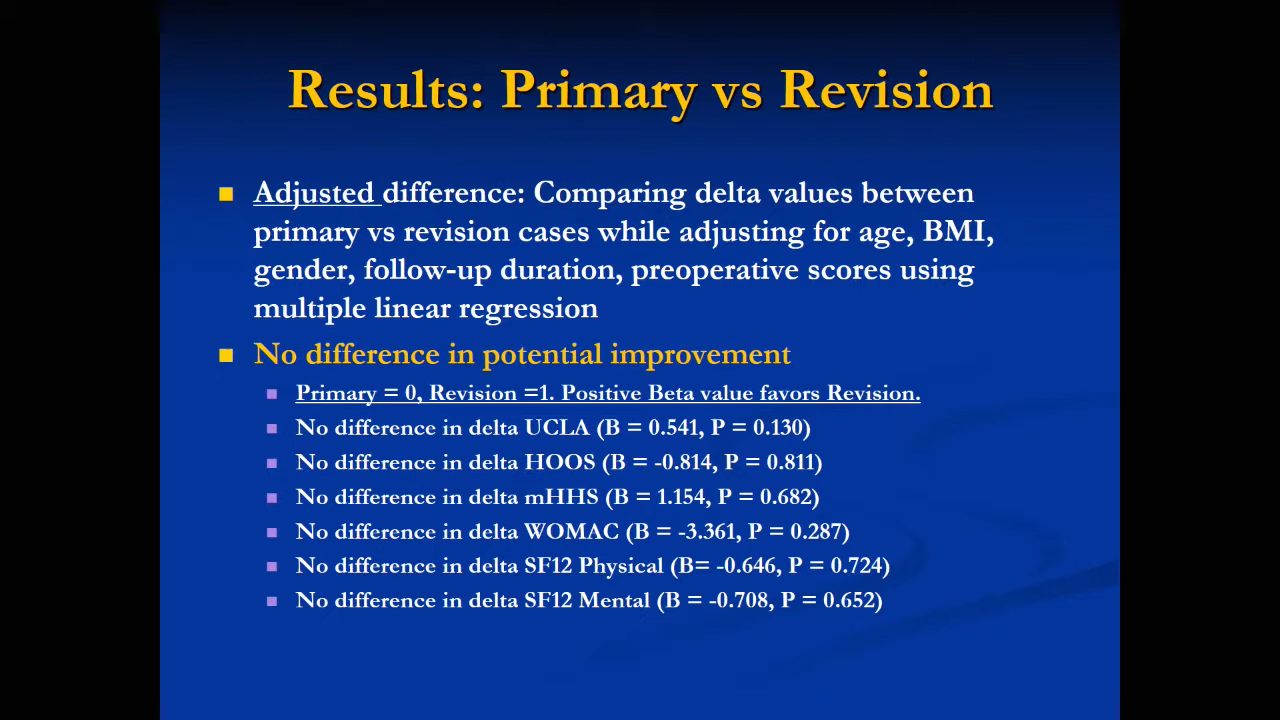 Results: Primary vs Revision
Adjusted difference: Comparing delta values between
primary vs revision cases while adjusting for age, BMI,
gender, follow-up duration, preoperative scores using
multiple linear regression
No difference in potential improvement
Primary = 0, Revision =1. Positive Beta value favors Revision.
No difference in delta UCLA (B = 0.541, P = 0.130)
No difference in delta HOOS (B = -0.814, P = 0.811)
No difference in delta mHHS (B = 1.154, P = 0.682)
No difference in delta WOMAC (B = -3.361, P = 0.287)
No difference in delta SF12 Physical (B= -0.646, P = 0.724)
No difference in delta SF12 Mental (B = -0.708, P = 0.652)